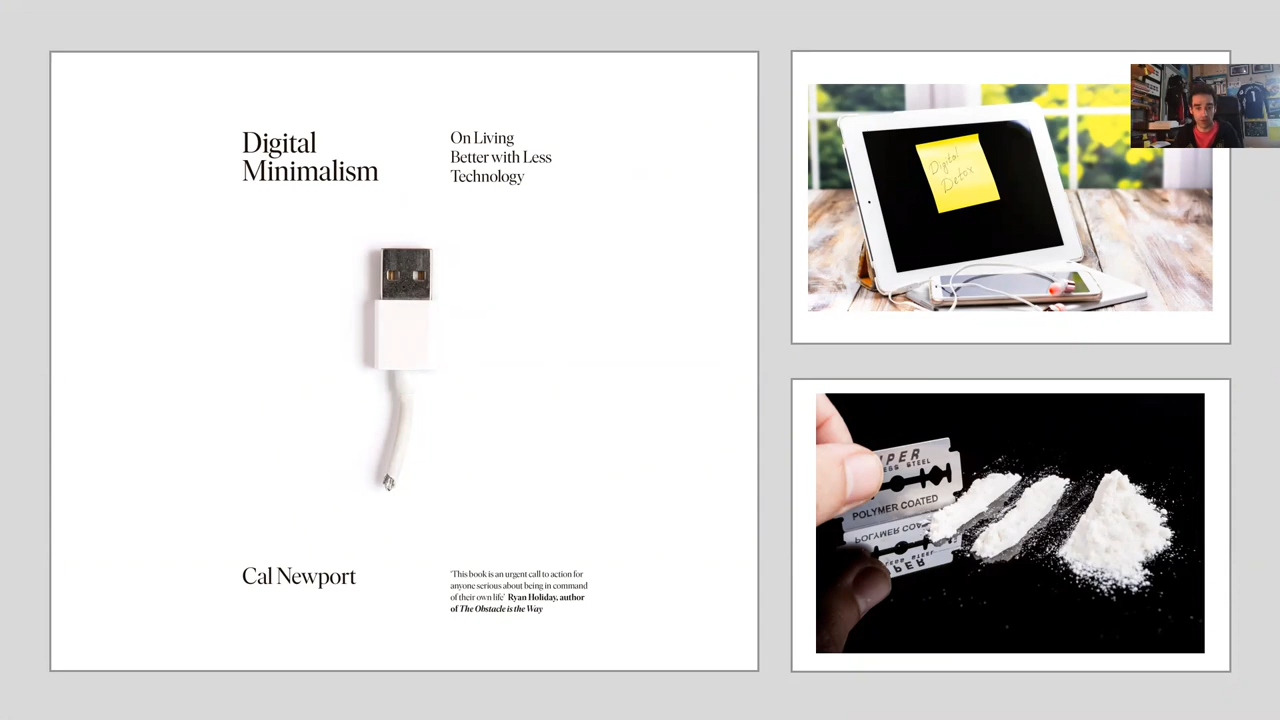 Digital
Minimalism
On Living
Better with Less
Technology
Cal Newport
'This book is an urgent call to action for
anyone serious about being in command
of their own life' Ryan Holiday, author
of The Obstacle is the Way
Digital
Detox
POLYMER COATED